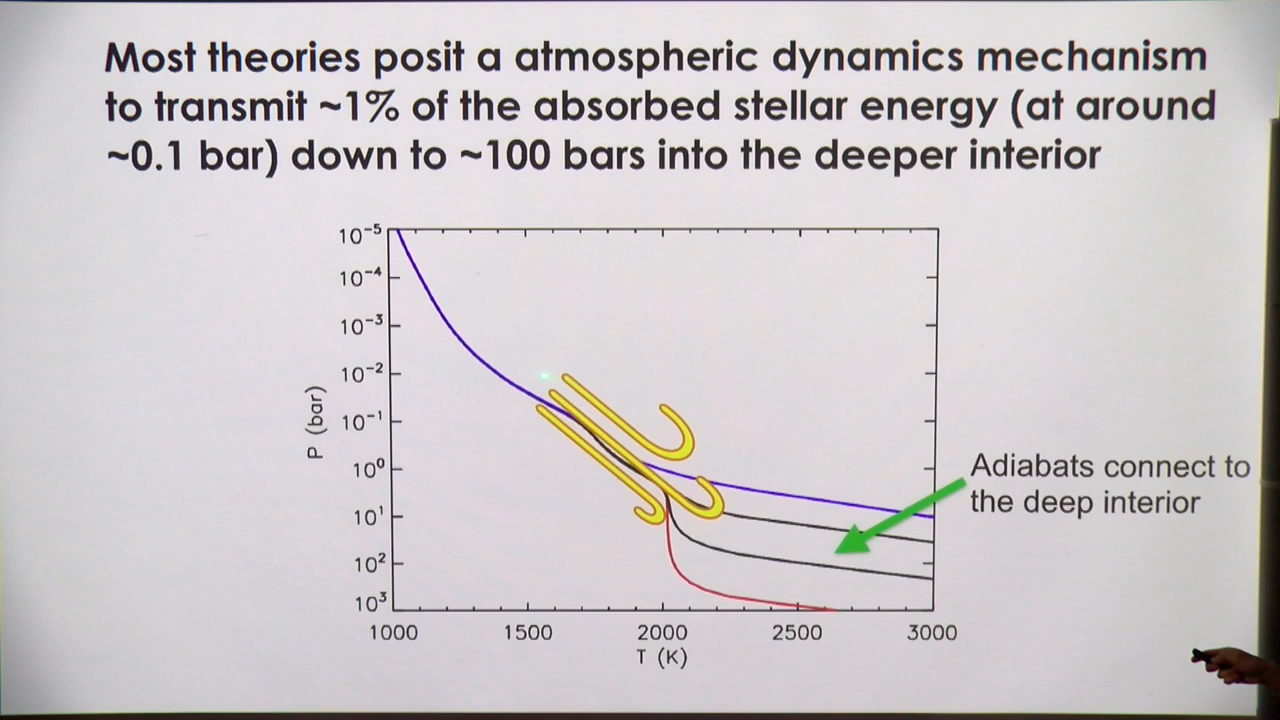 Most theories posit a atmospheric dynamics mechanism
to transmit ~1% of the absorbed stellar energy (at around
~0.1 bar) down to ~100 bars into the deeper interior
10⁻⁵
10⁻⁴
10⁻³
10⁻²
10⁻¹
10⁰
10¹
10²
10³
P (bar)
Adiabats connect to
the deep interior
1000 1500 2000 2500 3000
T (K)